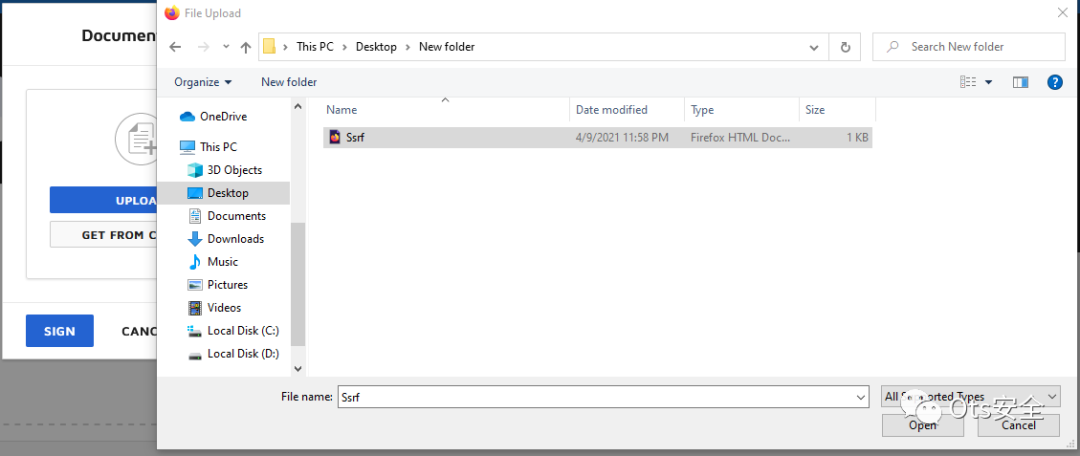 File Upload
Documen
This PC > Desktop > New folder
Search New folder
Organize
New folder
Name
Date modified
Type
Size
OneDrive
Ssrf
4/9/2021 11:58 PM
Firefox HTML Doc...
1 KB
This PC
3D Objects
Desktop
UPLOA
Documents
Downloads
GET FROM C
Music
Pictures
Videos
Local Disk (C:)
SIGN
CANC
Local Disk (D:)
File name:
Ssrf
All Supported Types
Ots安全
Open
Cancel